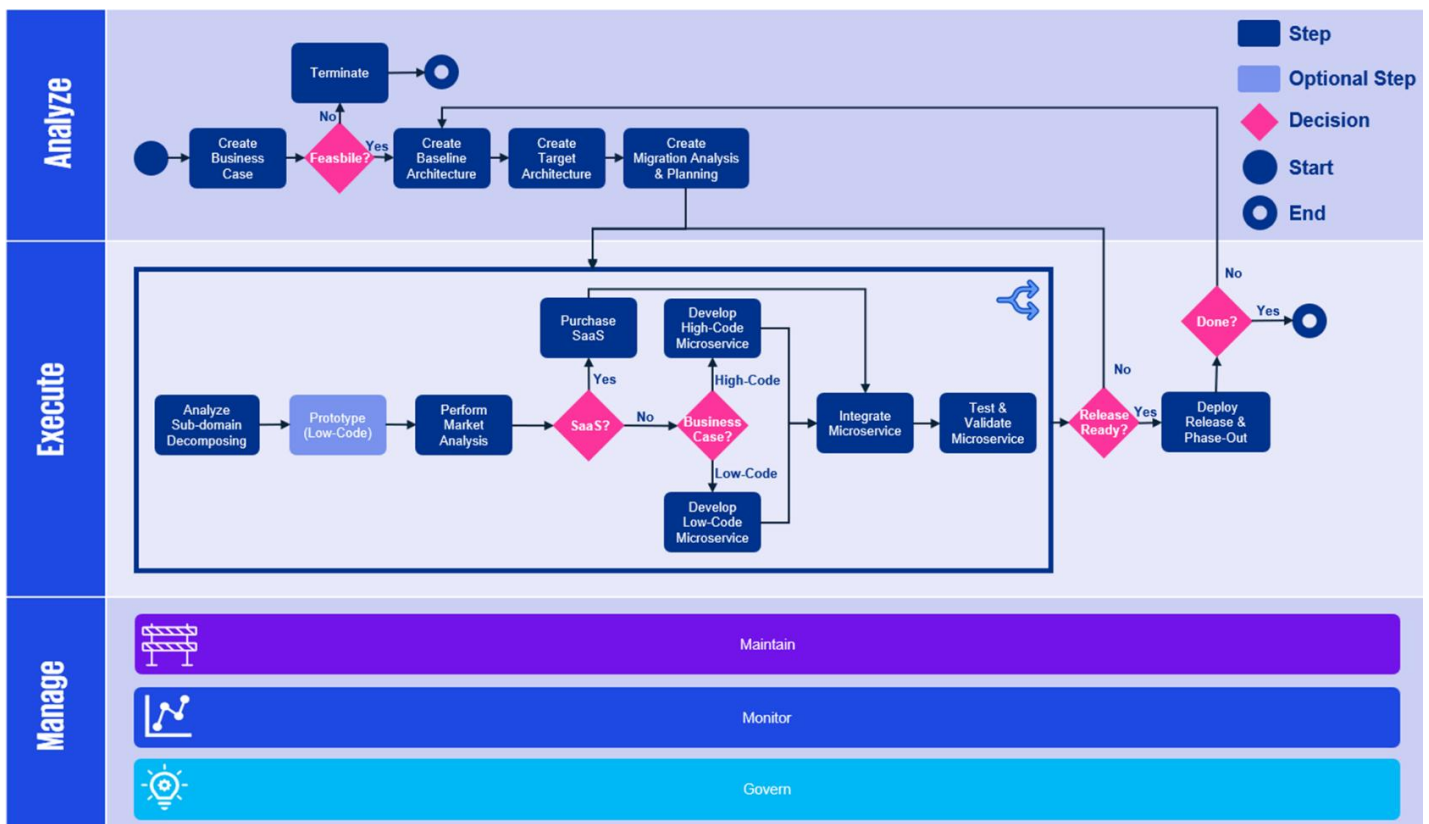 Analyze
Terminate
No
Create
Business
Case
Feasbile?
Yes
Create
Baseline
Architecture
Create
Target
Architecture
Create
Migration Analysis
& Planning
Step
Optional Step
Decision
Start
End
Execute
Analyze
Sub-domain
Decomposing
Prototype
(Low-Code)
Perform
Market
Analysis
SaaS?
Yes
Purchase
SaaS
No
Business
Case?
High-Code
Develop
High-Code
Microservice
Low-Code
Develop
Low-Code
Microservice
Integrate
Microservice
Test &
Validate
Microservice
Release
Ready?
No
Yes
Deploy
Release &
Phase-Out
Done?
No
Yes
Manage
Maintain
Monitor
Govern